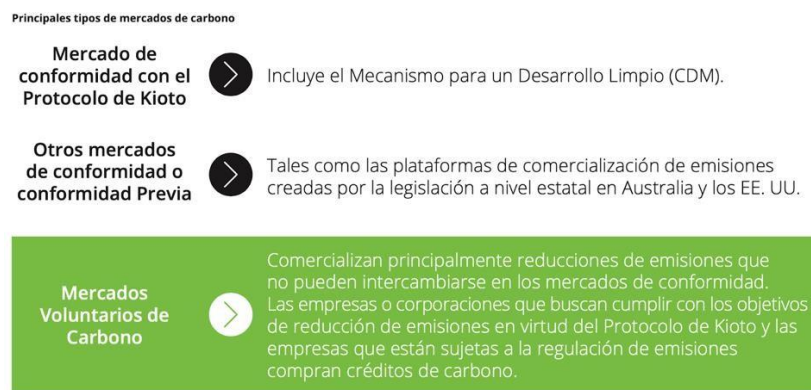 Principales tipos de mercados de carbono
Mercado de
conformidad con el
Protocolo de Kioto
Incluye el Mecanismo para un Desarrollo Limpio (CDM).
Otros mercados
de conformidad o
conformidad Previa
Tales como las plataformas de comercialización de emisiones
creadas por la legislación a nivel estatal en Australia y los EE. UU.
Mercados
Voluntarios de
Carbono
Comercializan principalmente reducciones de emisiones que
no pueden intercambiarse en los mercados de conformidad.
Las empresas o corporaciones que buscan cumplir con los objetivos
de reducción de emisiones en virtud del Protocolo de Kioto y las
empresas que están sujetas a la regulación de emisiones
compran créditos de carbono.